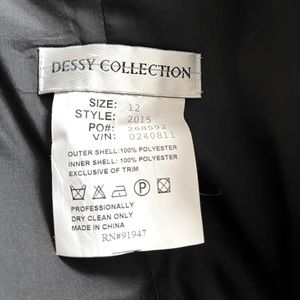 DESSY COLLECTION
SIZE: 12
STYLE: 2015
PO#: 268592
V/N: 0240811
OUTER SHELL:100% POLYESTER
INNER SHELL:100% POLYESTER
EXCLUSIVE OF TRIM
P
PROFESSIONALLY
DRY CLEAN ONLY
MADE IN CHINA
RN#91947